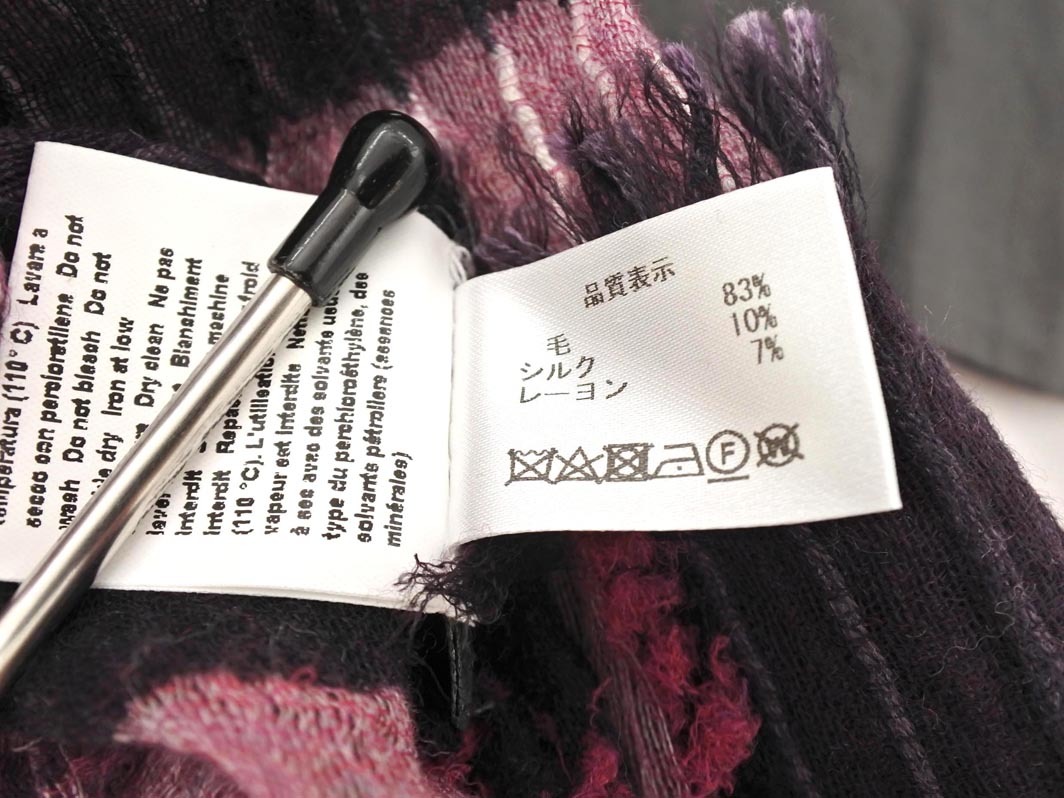 temperatura (110°C) Lavare a
secco con percloretilene Do not
wash Do not bleach Do not
dry Iron at low
Dry clean Ne pas
laver Blanchiment
interdit machine
interdit froid
(110°C). L'utilisation
vapeur est interdite
à sec avec des solvants
type du perchloréthylène, des
solvants pétroliers (essences
minérales)
品質表示
毛 83%
シルク 10%
レーヨン 7%
F W